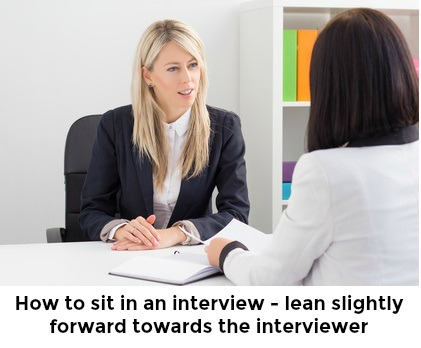 How to sit in an interview - lean slightly
forward towards the interviewer